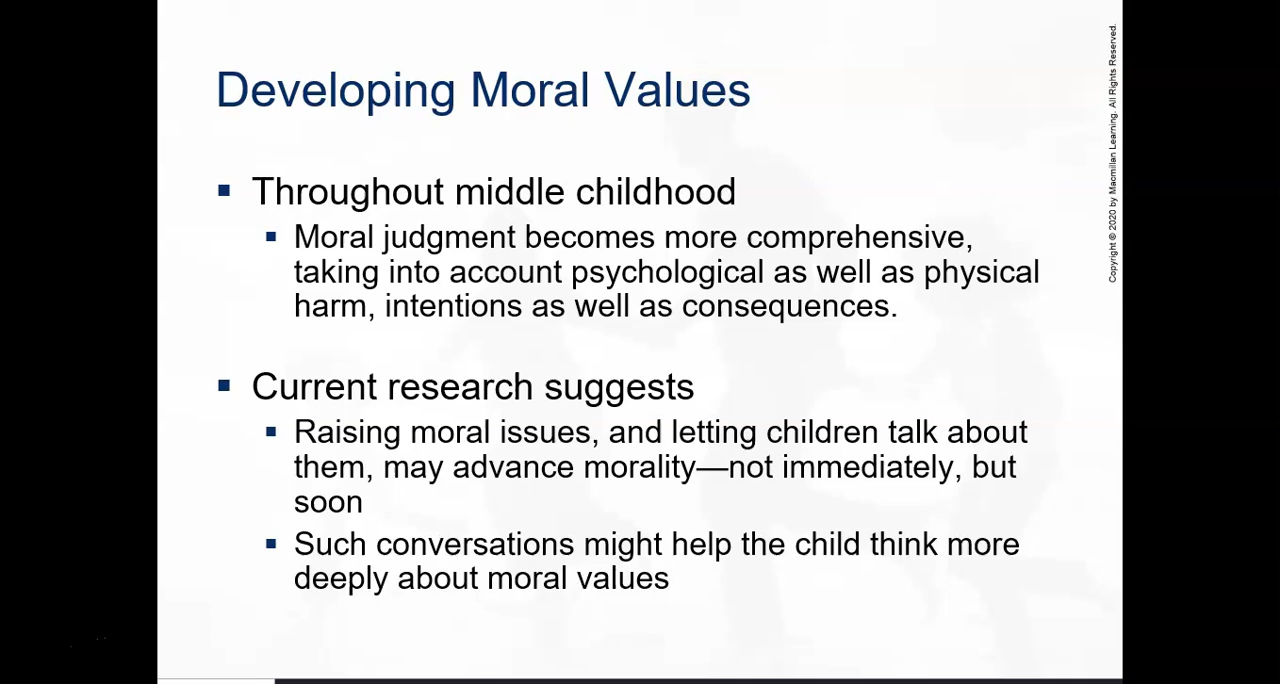 Developing Moral Values
▪ Throughout middle childhood
▪ Moral judgment becomes more comprehensive,
taking into account psychological as well as physical
harm, intentions as well as consequences.
▪ Current research suggests
▪ Raising moral issues, and letting children talk about
them, may advance morality—not immediately, but
soon
▪ Such conversations might help the child think more
deeply about moral values
Copyright © 2020 by Macmillan Learning. All Rights Reserved.